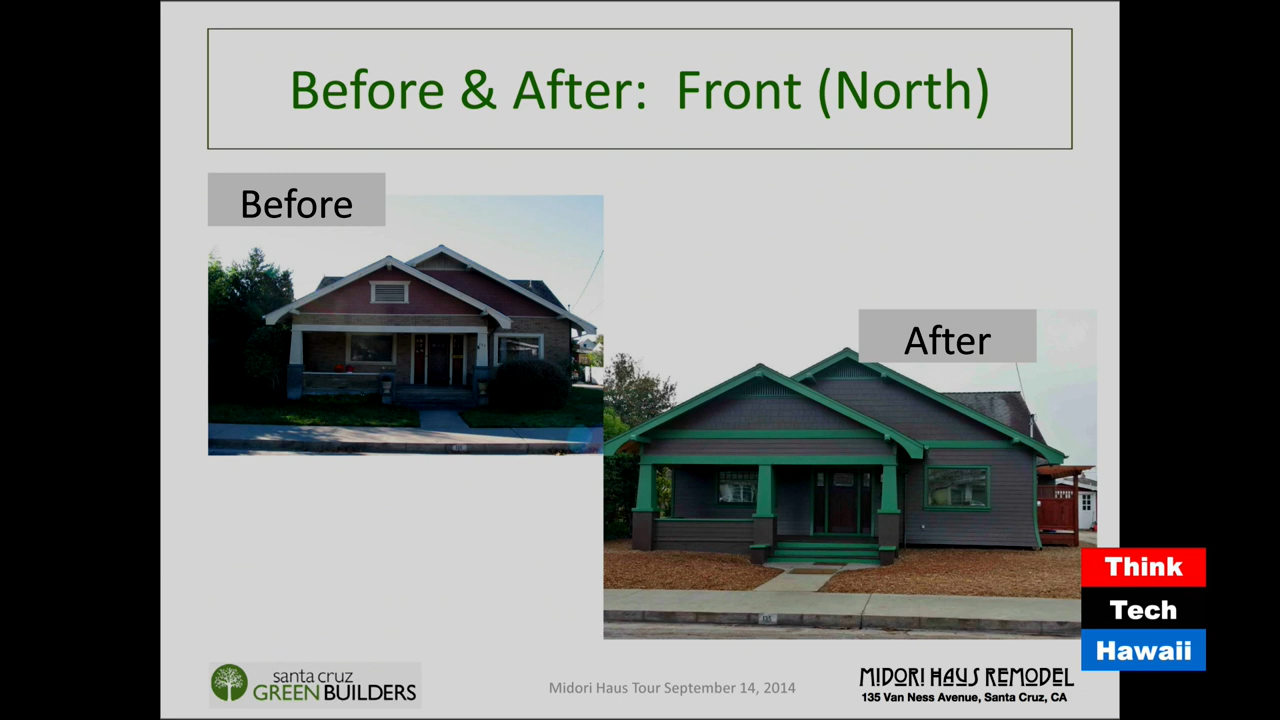 Before & After: Front (North)
Before
After
Think
Tech
Hawaii
santa cruz
GREEN BUILDERS
Midori Haus Tour September 14, 2014
MIDORI HAUS REMODEL
135 Van Ness Avenue, Santa Cruz, CA
135